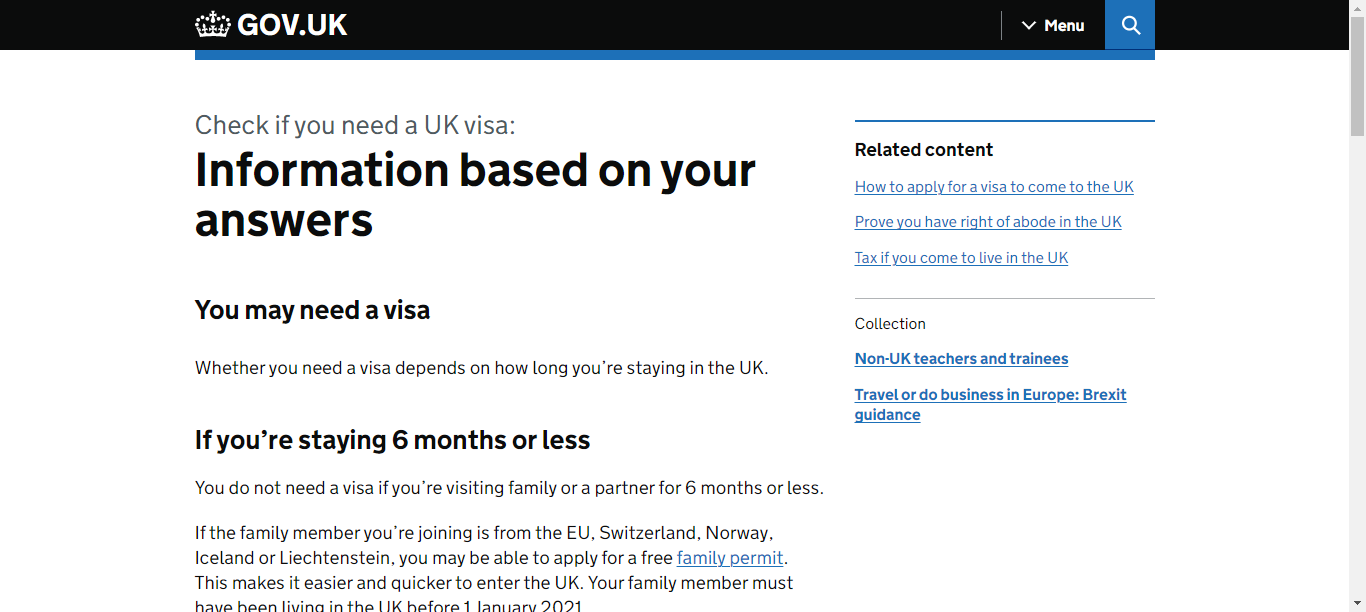 GOV.UK
Menu
Check if you need a UK visa:
Information based on your
answers
You may need a visa
Whether you need a visa depends on how long you’re staying in the UK.
If you’re staying 6 months or less
You do not need a visa if you’re visiting family or a partner for 6 months or less.
If the family member you’re joining is from the EU, Switzerland, Norway,
Iceland or Liechtenstein, you may be able to apply for a free family permit.
This makes it easier and quicker to enter the UK. Your family member must
have been living in the UK before 1 January 2021
Related content
How to apply for a visa to come to the UK
Prove you have right of abode in the UK
Tax if you come to live in the UK
Collection
Non-UK teachers and trainees
Travel or do business in Europe: Brexit
guidance